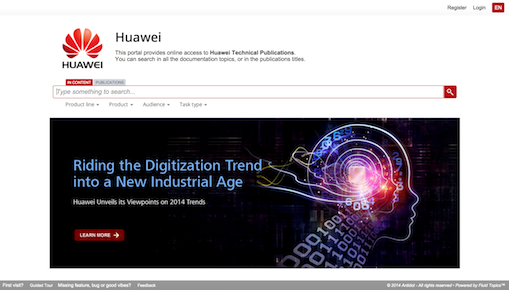 Register Login EN
HUAWEI
Huawei
This portal provides online access to Huawei Technical Publications.
You can search in all the documentation topics, or in the publications titles.
IN CONTENT PUBLICATIONS
Type something to search...
Product line Product Audience Task type
Riding the Digitization Trend
into a New Industrial Age
Huawei Unveils its Viewpoints on 2014 Trends
LEARN MORE
First visit? Guided Tour Missing feature, bug or good vibes? Feedback
© 2014 Antidot - All rights reserved • Powered by Fluid Topics™